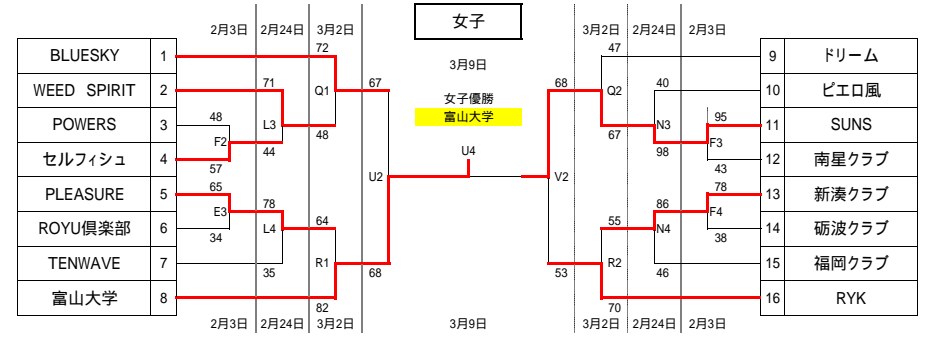 女子
2月3日 2月24日 3月2日 3月2日 2月24日 2月3日
72 47
BLUESKY 1 9 ドリーム
3月9日
67 68
WEED SPIRIT 2 71 Q1 Q2 40 10 ピエロ風
女子優勝
富山大学
POWERS 3 48 L3 48 67 N3 95 11 SUNS
F2 F3
セルフィシュ 4 57 44 98 43 12 南星クラブ
U4
U2 V2
PLEASURE 5 65 78 86 78 13 新湊クラブ
E3 F4
ROYU倶楽部 6 34 L4 64 55 N4 38 14 砺波クラブ
TENWAVE 7 35 R1 68 53 R2 46 15 福岡クラブ
富山大学 8 82 70 16 RYK
2月3日 2月24日 3月2日 3月9日 3月2日 2月24日 2月3日